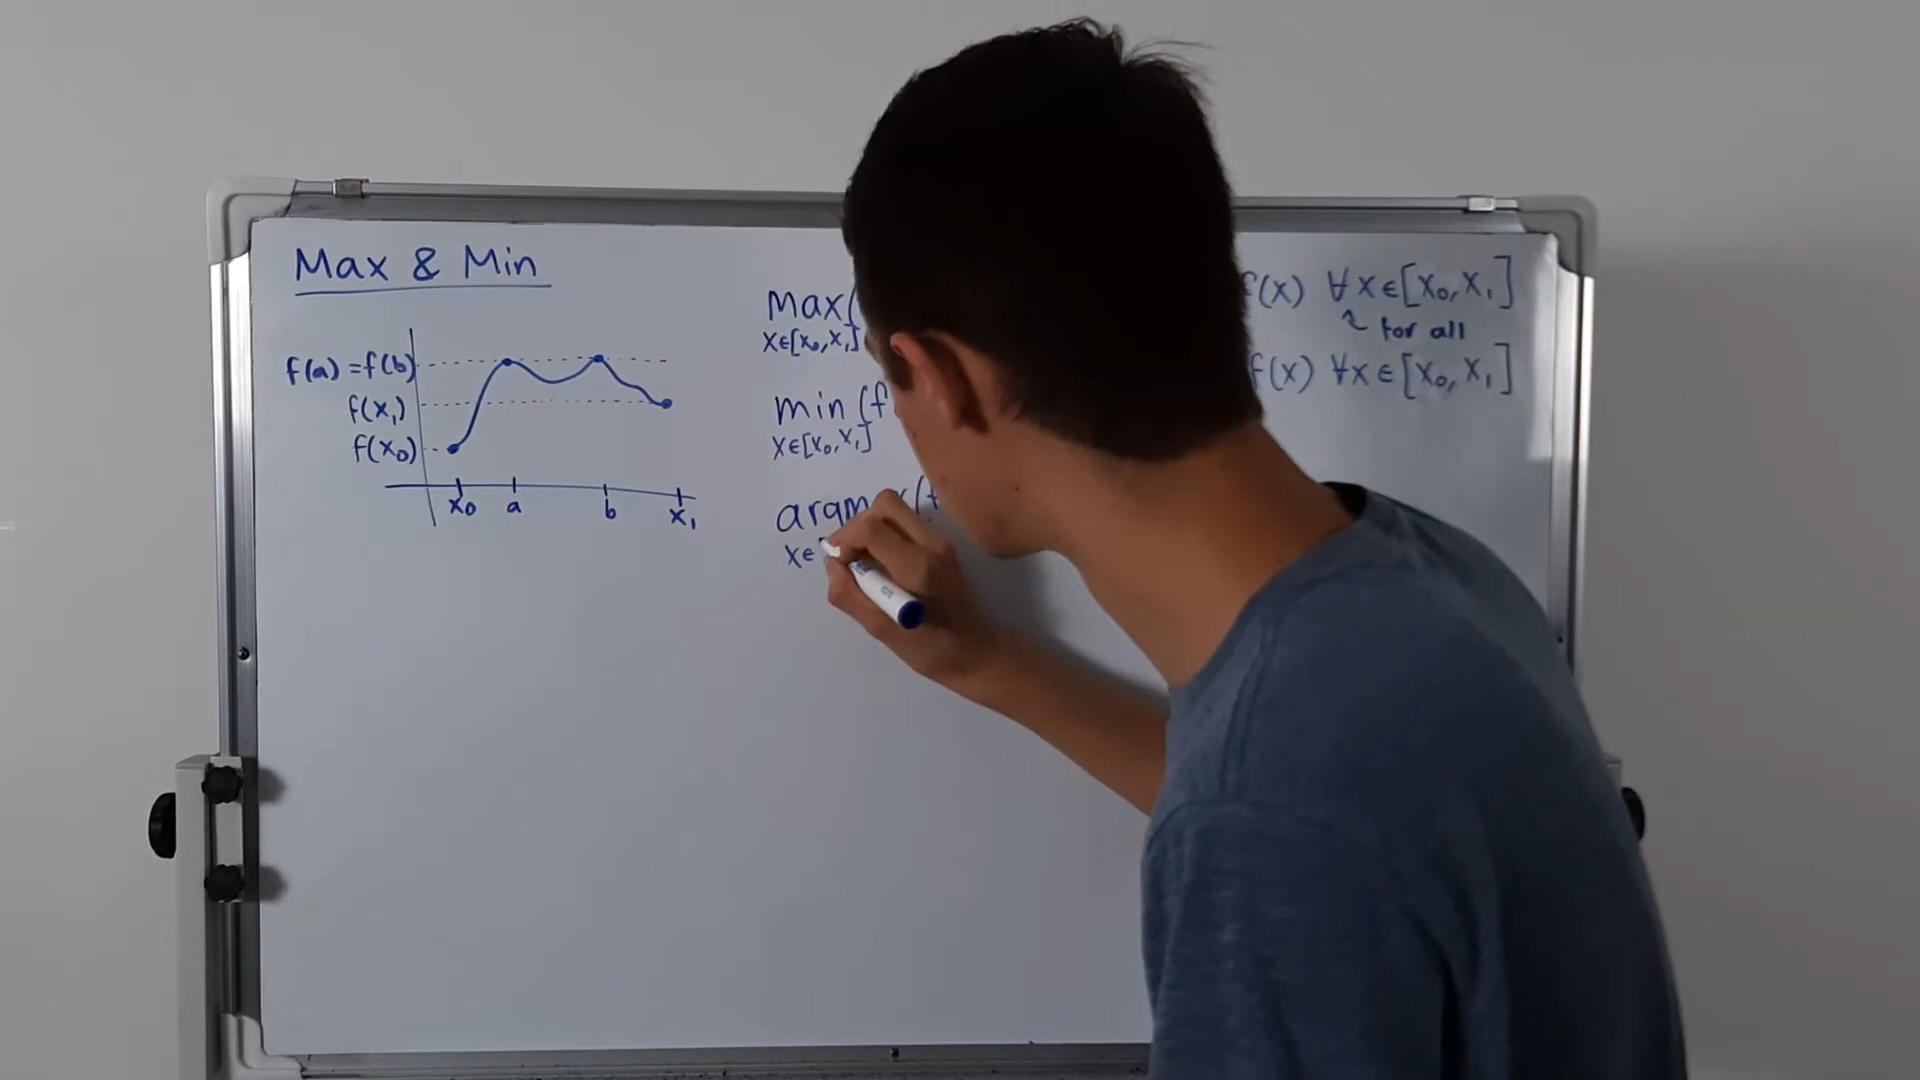 Max & Min
f(a) = f(b)
f(x₁)
f(x₀)
x₀ a b x₁
Max(
x∈[x₀,x₁]
min (f
x∈[x₀,x₁]
x∈
f(x) ∀x∈[x₀,x₁]
for all
f(x) ∀x∈[x₀,x₁]